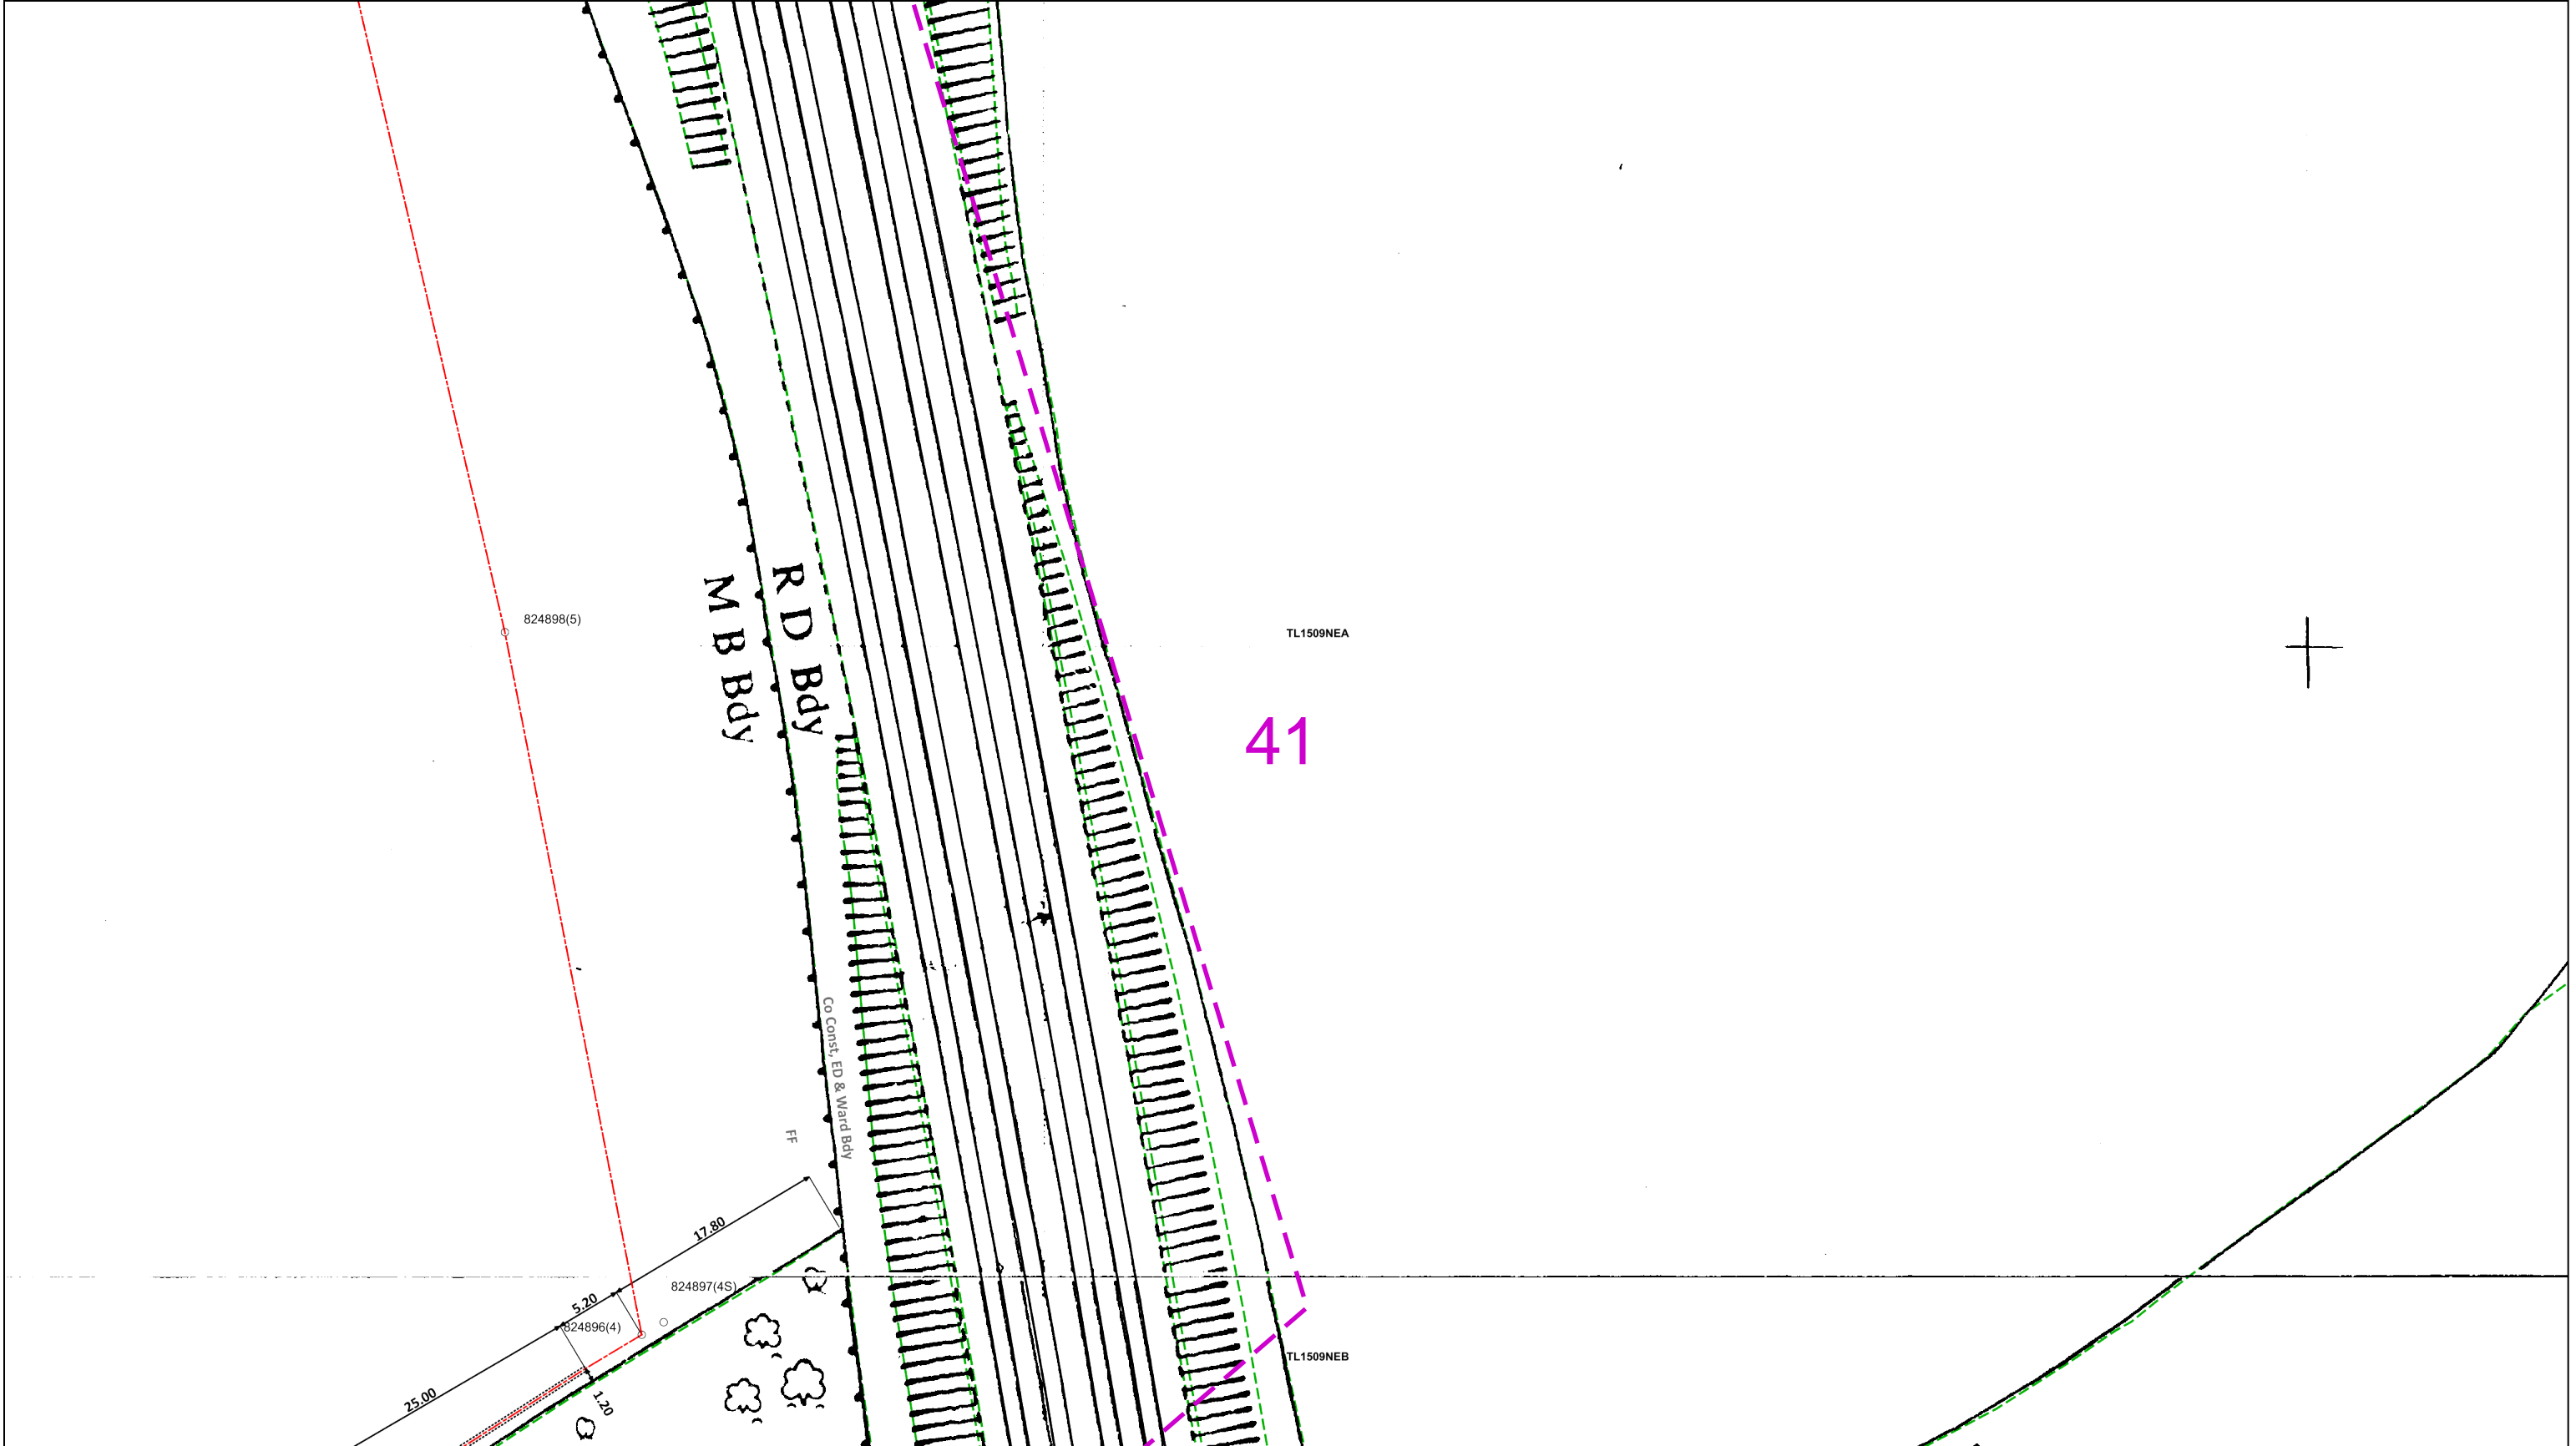 824898(5)
M B Bdy
R D Bdy
TL1509NEA
41
Co Const, ED & Ward Bdy
FF
17.80
824897(4S)
5.20
824896(4)
TL1509NEB
25.00
1.20